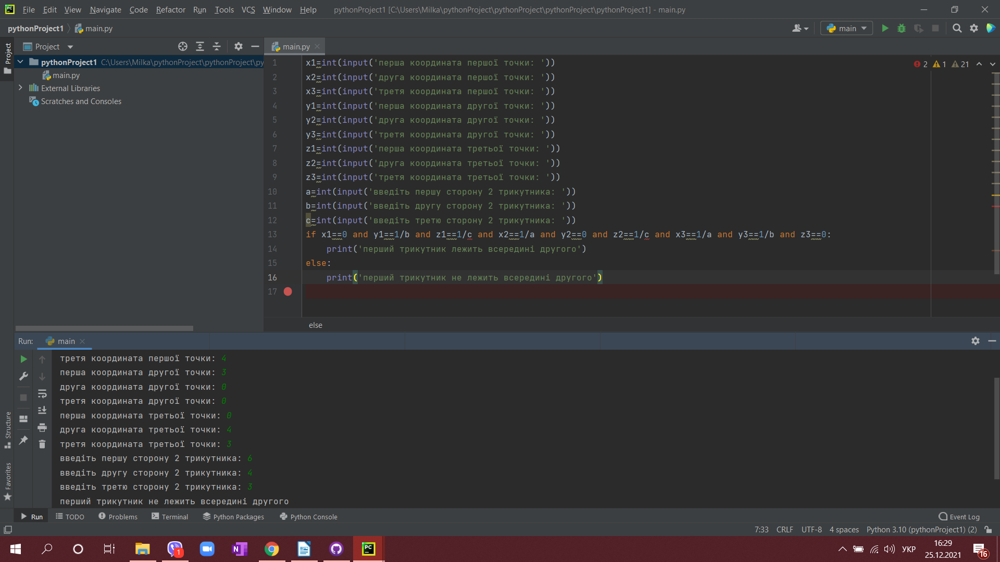 File Edit View Navigate Code Refactor Run Tools VCS Window Help pythonProject1 [C:\Users\Milka\pythonProject\pythonProject\pythonProject\pythonProject1] - main.py
pythonProject1 main.py
main
Project
Project
main.py
pythonProject1 C:\Users\Milka\pythonProject\pythonProject\py
main.py
External Libraries
Scratches and Consoles
2 1 21
1 x1=int(input('перша координата першої точки: '))
2 x2=int(input('друга координата першої точки: '))
3 x3=int(input('третя координата першої точки: '))
4 y1=int(input('перша координата другої точки: '))
5 y2=int(input('друга координата другої точки: '))
6 y3=int(input('третя координата другої точки: '))
7 z1=int(input('перша координата третьої точки: '))
8 z2=int(input('друга координата третьої точки: '))
9 z3=int(input('третя координата третьої точки: '))
10 a=int(input('введіть першу сторону 2 трикутника: '))
11 b=int(input('введіть другу сторону 2 трикутника: '))
12 c=int(input('введіть третю сторону 2 трикутника: '))
13 if x1==0 and y1==1/b and z1==1/c and x2==1/a and y2==0 and z2==1/c and x3==1/a and y3==1/b and z3==0:
14 print('перший трикутник лежить всередині другого')
15 else:
16 print('перший трикутник не лежить всередині другого')
17
else
Run: main
третя координата першої точки: 4
перша координата другої точки: 3
друга координата другої точки: 0
третя координата другої точки: 0
перша координата третьої точки: 0
друга координата третьої точки: 4
третя координата третьої точки: 3
введіть першу сторону 2 трикутника: 6
введіть другу сторону 2 трикутника: 4
введіть третю сторону 2 трикутника: 3
перший трикутник не лежить всередині другого
Structure
Favorites
Run TODO Problems Terminal Python Packages Python Console Event Log
7:33 CRLF UTF-8 4 spaces Python 3.10 (pythonProject1) (2)
1
N
PC
УКР
16:29
25.12.2021
16